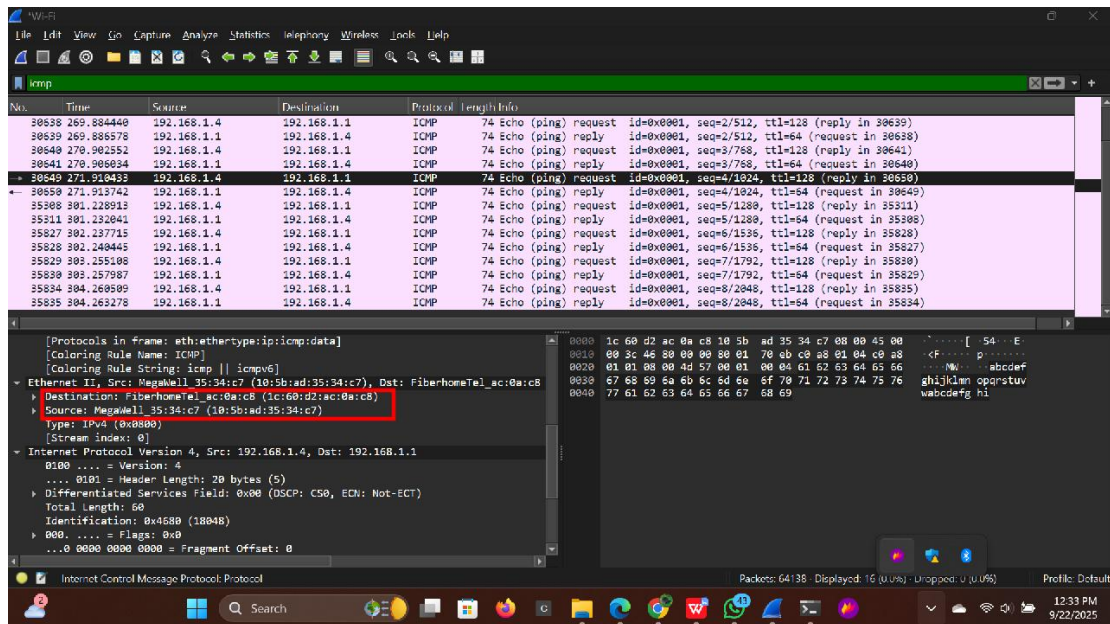 *Wi-Fi
File Edit View Go Capture Analyze Statistics Telephony Wireless Tools Help
icmp
No. Time Source Destination Protocol Length Info
30638 269.884440 192.168.1.4 192.168.1.1 ICMP 74 Echo (ping) request id=0x0001, seq=2/512, ttl=128 (reply in 30639)
30639 269.886578 192.168.1.1 192.168.1.4 ICMP 74 Echo (ping) reply id=0x0001, seq=2/512, ttl=64 (request in 30638)
30640 270.902552 192.168.1.4 192.168.1.1 ICMP 74 Echo (ping) request id=0x0001, seq=3/768, ttl=128 (reply in 30641)
30641 270.906034 192.168.1.1 192.168.1.4 ICMP 74 Echo (ping) reply id=0x0001, seq=3/768, ttl=64 (request in 30640)
30649 271.910433 192.168.1.4 192.168.1.1 ICMP 74 Echo (ping) request id=0x0001, seq=4/1024, ttl=128 (reply in 30650)
30650 271.913742 192.168.1.1 192.168.1.4 ICMP 74 Echo (ping) reply id=0x0001, seq=4/1024, ttl=64 (request in 30649)
35308 301.228913 192.168.1.4 192.168.1.1 ICMP 74 Echo (ping) request id=0x0001, seq=5/1280, ttl=128 (reply in 35311)
35311 301.232041 192.168.1.1 192.168.1.4 ICMP 74 Echo (ping) reply id=0x0001, seq=5/1280, ttl=64 (request in 35308)
35827 302.237715 192.168.1.4 192.168.1.1 ICMP 74 Echo (ping) request id=0x0001, seq=6/1536, ttl=128 (reply in 35828)
35828 302.240445 192.168.1.1 192.168.1.4 ICMP 74 Echo (ping) reply id=0x0001, seq=6/1536, ttl=64 (request in 35827)
35829 303.255108 192.168.1.4 192.168.1.1 ICMP 74 Echo (ping) request id=0x0001, seq=7/1792, ttl=128 (reply in 35830)
35830 303.257987 192.168.1.1 192.168.1.4 ICMP 74 Echo (ping) reply id=0x0001, seq=7/1792, ttl=64 (request in 35829)
35834 304.260509 192.168.1.4 192.168.1.1 ICMP 74 Echo (ping) request id=0x0001, seq=8/2048, ttl=128 (reply in 35835)
35835 304.263278 192.168.1.1 192.168.1.4 ICMP 74 Echo (ping) reply id=0x0001, seq=8/2048, ttl=64 (request in 35834)
[Protocols in frame: eth:ethertype:ip:icmp:data]
[Coloring Rule Name: ICMP]
[Coloring Rule String: icmp || icmpv6]
Ethernet II, Src: MegaWell_35:34:c7 (10:5b:ad:35:34:c7), Dst: FiberhomeTel_ac:0a:c8
Destination: FiberhomeTel_ac:0a:c8 (1c:60:d2:ac:0a:c8)
Source: MegaWell_35:34:c7 (10:5b:ad:35:34:c7)
Type: IPv4 (0x0800)
[Stream index: 0]
Internet Protocol Version 4, Src: 192.168.1.4, Dst: 192.168.1.1
0100 .... = Version: 4
.... 0101 = Header Length: 20 bytes (5)
Differentiated Services Field: 0x00 (DSCP: CS0, ECN: Not-ECT)
Total Length: 60
Identification: 0x4680 (18048)
000. .... = Flags: 0x0
...0 0000 0000 0000 = Fragment Offset: 0
0000 1c 60 d2 ac 0a c8 10 5b ad 35 34 c7 08 00 45 00 ·`·····[ ·54···E·
0010 00 3c 46 80 00 00 80 01 70 eb c0 a8 01 04 c0 a8 ·<F····· p·······
0020 01 01 08 00 4d 57 00 01 00 04 61 62 63 64 65 66 ····MW·· ··abcdef
0030 67 68 69 6a 6b 6c 6d 6e 6f 70 71 72 73 74 75 76 ghijklmn opqrstuv
0040 77 61 62 63 64 65 66 67 68 69 wabcdefg hi
Internet Control Message Protocol: Protocol
Packets: 64138 · Displayed: 16 (0.0%) · Dropped: 0 (0.0%)
Profile: Default
2
Search
43
12:33 PM
9/22/2025